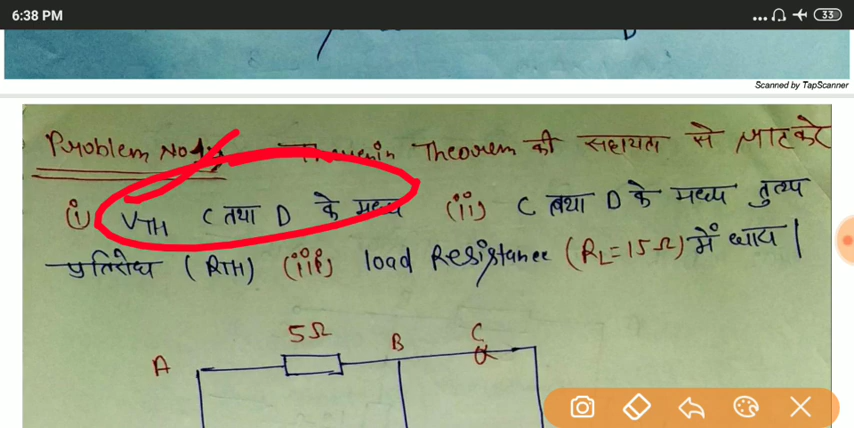 6:38 PM
33
D
Scanned by TapScanner
Problem No 1 Theorem की सहायता से ज्ञात करें
(i) VTH C तथा D के मध्य (ii) C तथा D के मध्य तुल्य
प्रतिरोध (RTH) (iii) load Resistance (RL=15Ω) में धारा |
5Ω
A B C